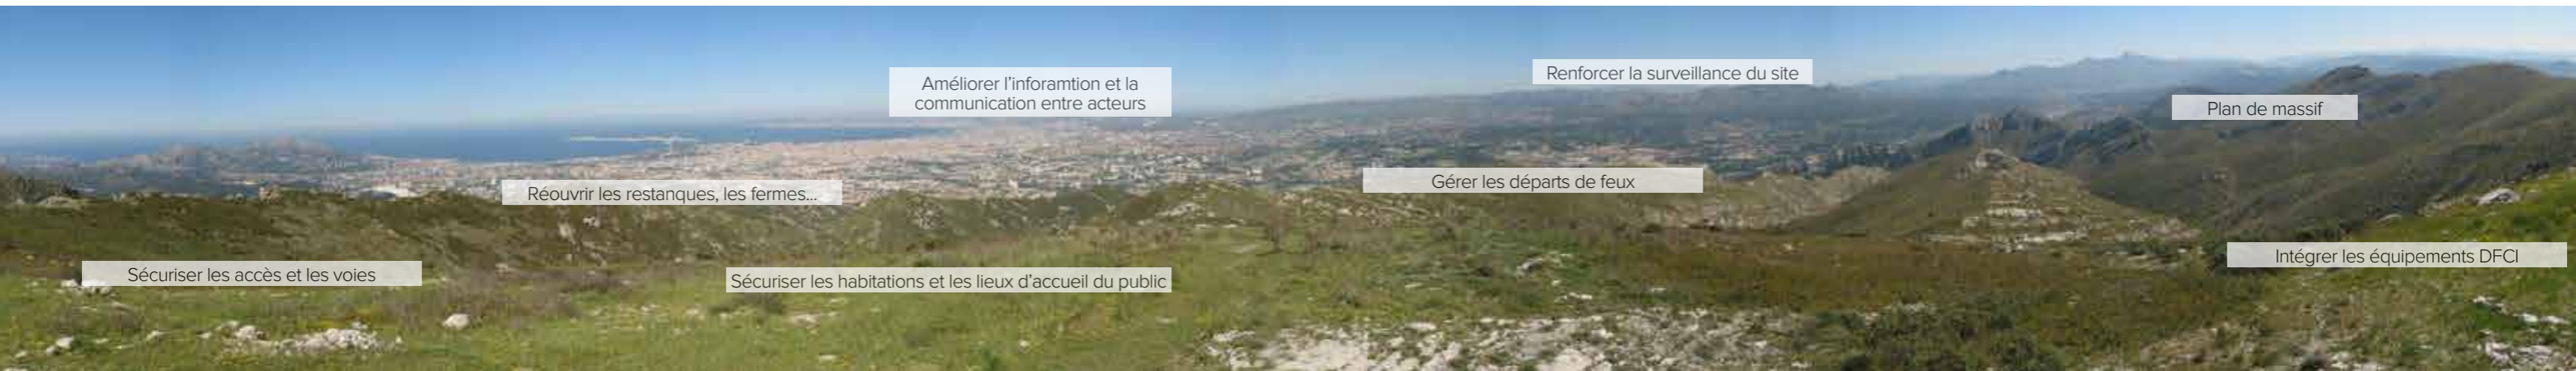 Améliorer l'inforamtion et la
communication entre acteurs
Renforcer la surveillance du site
Plan de massif
Réouvrir les restanques, les fermes...
Gérer les départs de feux
Sécuriser les accès et les voies
Sécuriser les habitations et les lieux d'accueil du public
Intégrer les équipements DFCI